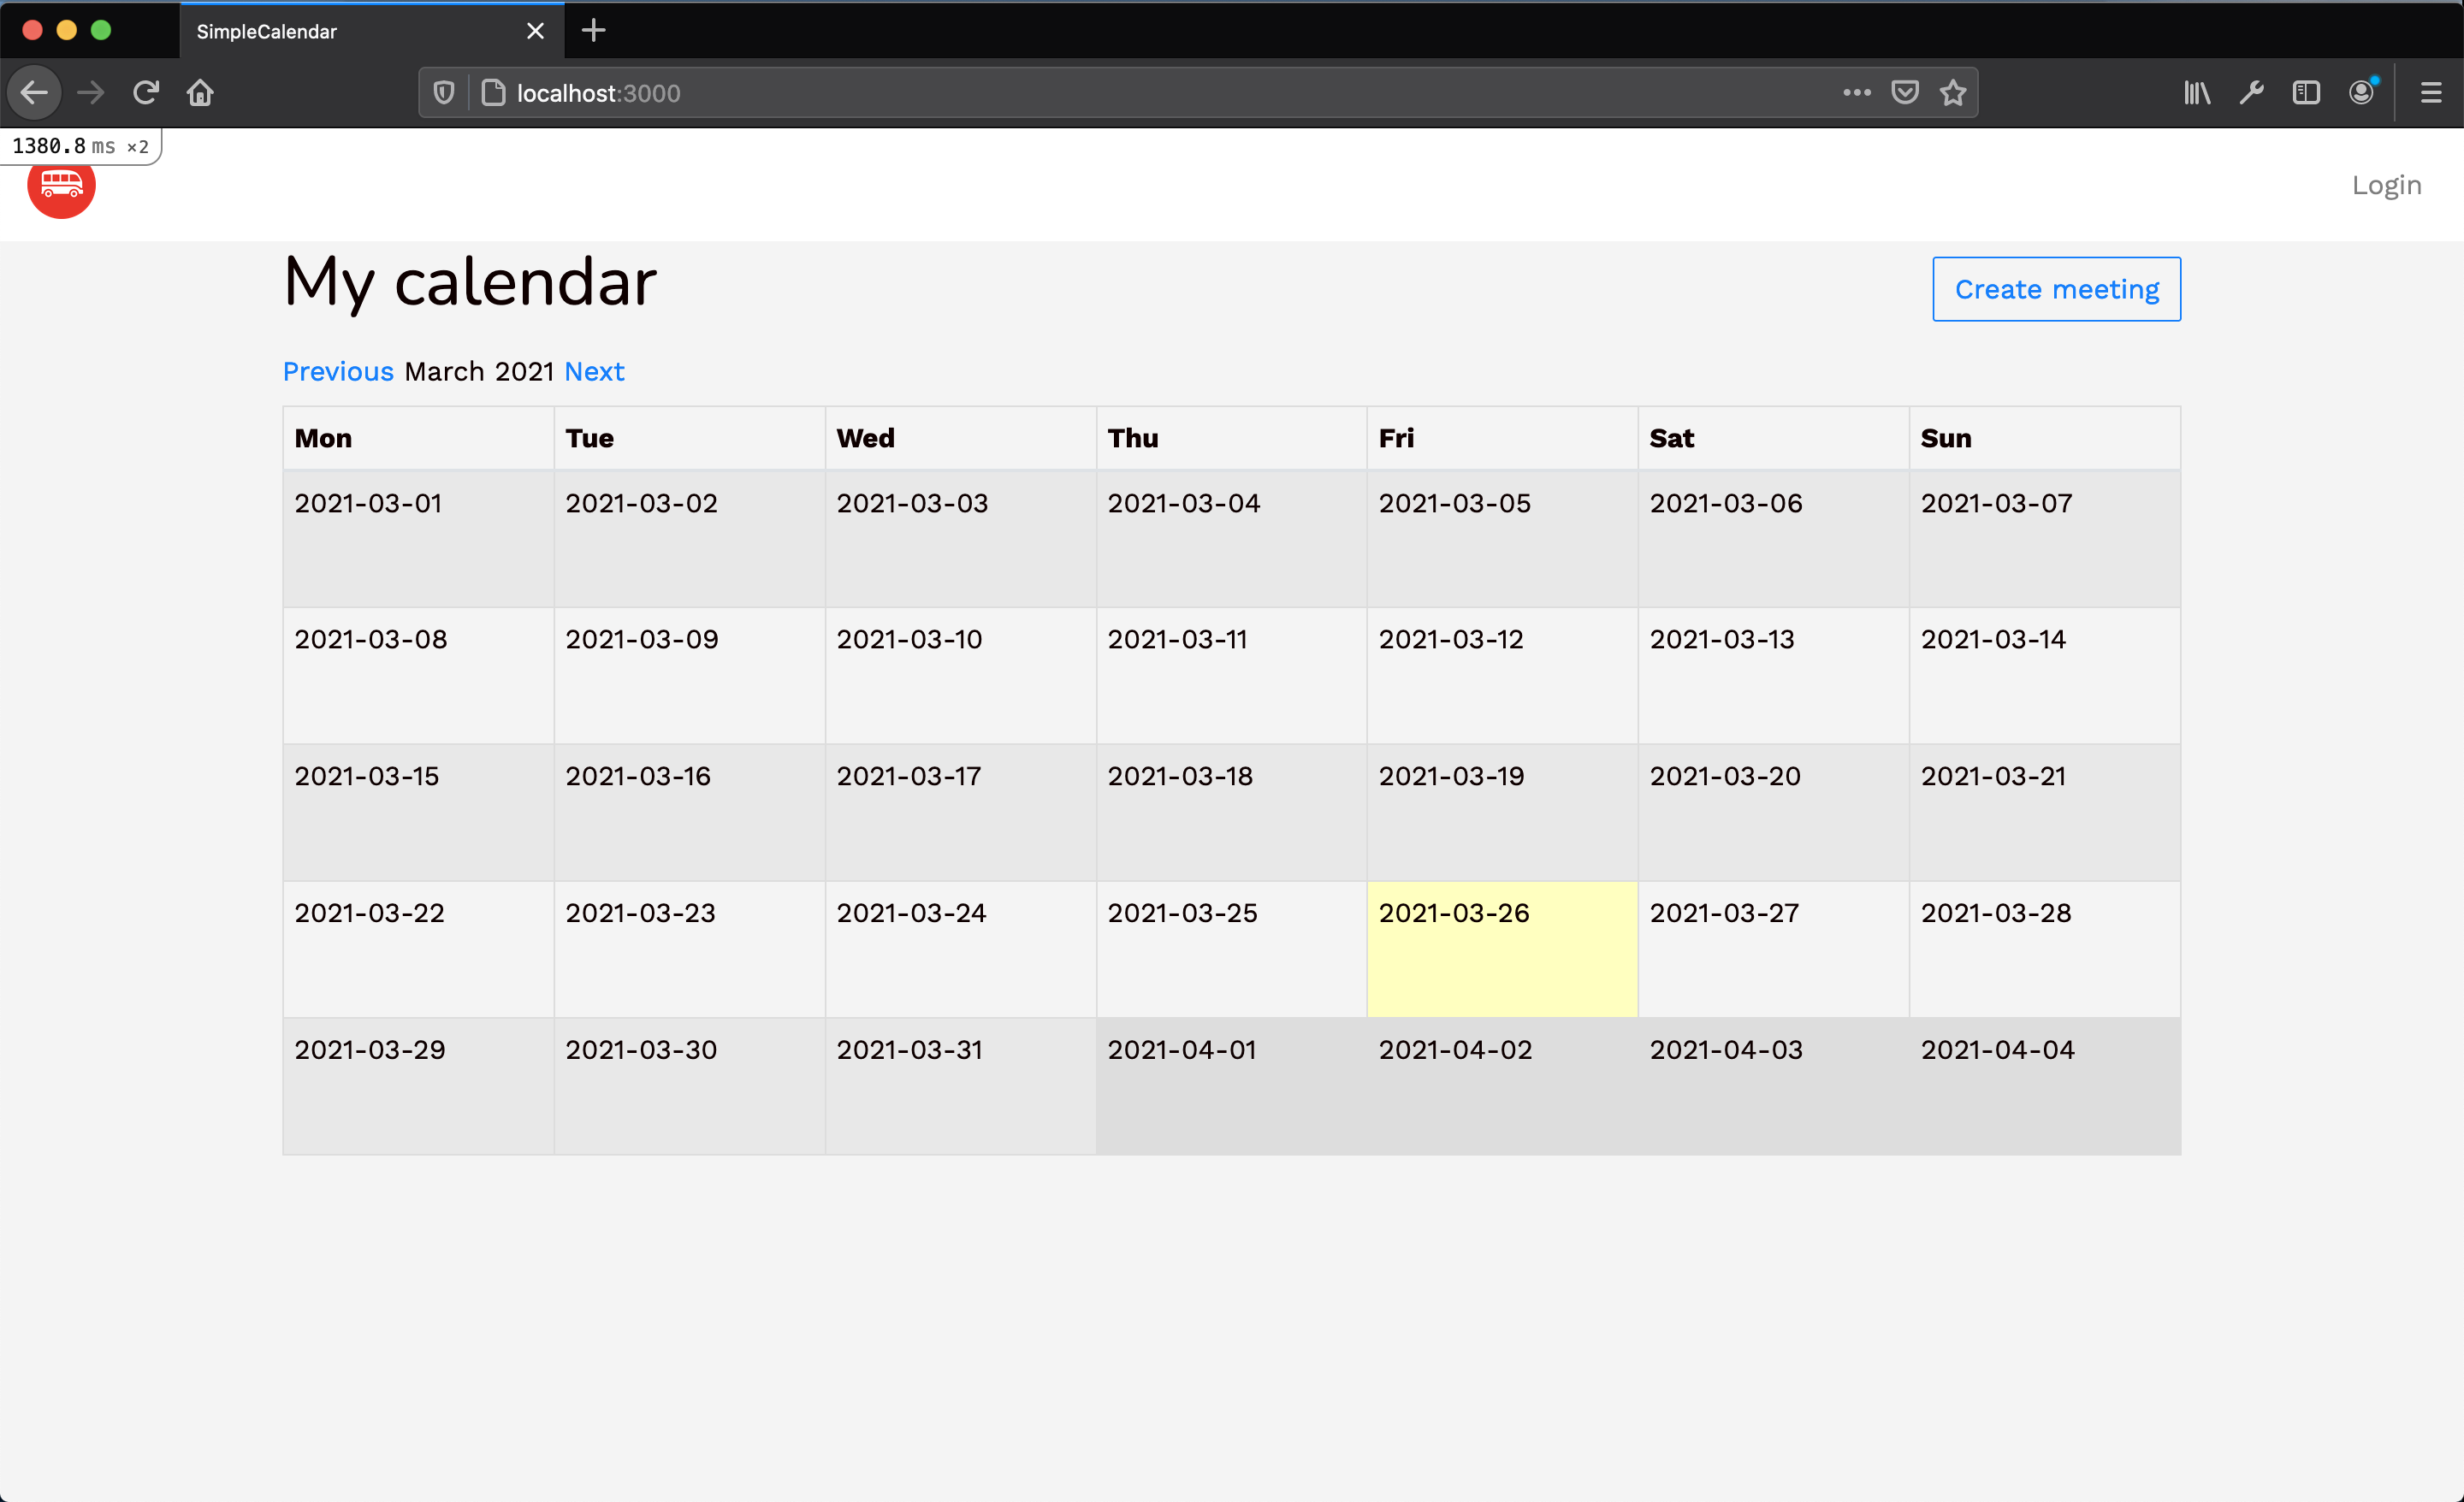 SimpleCalendar
localhost:3000
1380.8 ms ×2
Login
My calendar
Create meeting
Previous March 2021 Next
Mon Tue Wed Thu Fri Sat Sun
2021-03-01 2021-03-02 2021-03-03 2021-03-04 2021-03-05 2021-03-06 2021-03-07
2021-03-08 2021-03-09 2021-03-10 2021-03-11 2021-03-12 2021-03-13 2021-03-14
2021-03-15 2021-03-16 2021-03-17 2021-03-18 2021-03-19 2021-03-20 2021-03-21
2021-03-22 2021-03-23 2021-03-24 2021-03-25 2021-03-26 2021-03-27 2021-03-28
2021-03-29 2021-03-30 2021-03-31 2021-04-01 2021-04-02 2021-04-03 2021-04-04